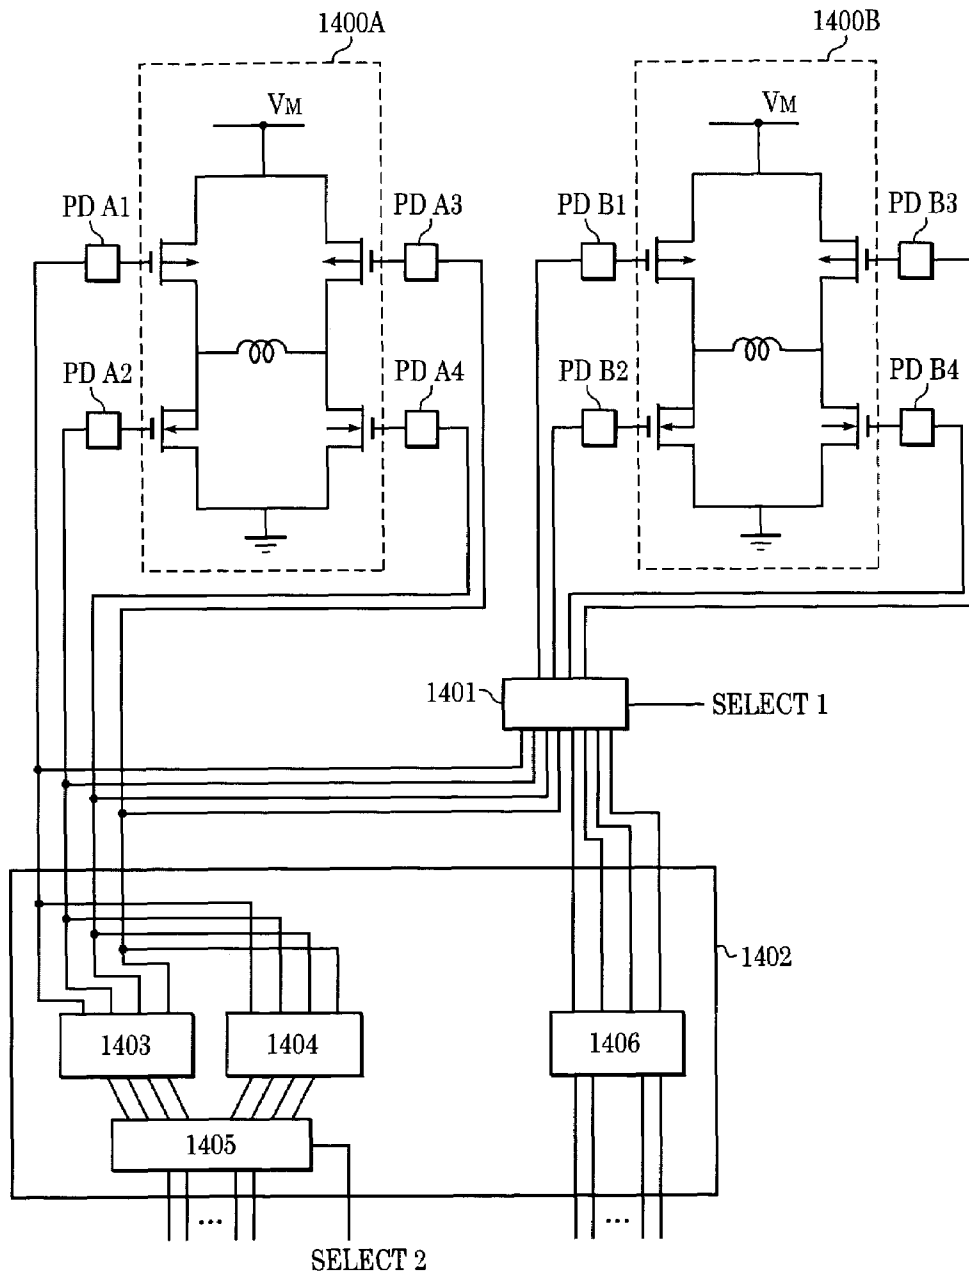 1400A
1400B
VM
VM
PD A1
PD A3
PD B1
PD B3
PD A2
PD A4
PD B2
PD B4
1401
SELECT 1
1402
1403
1404
1406
1405
...
...
SELECT 2